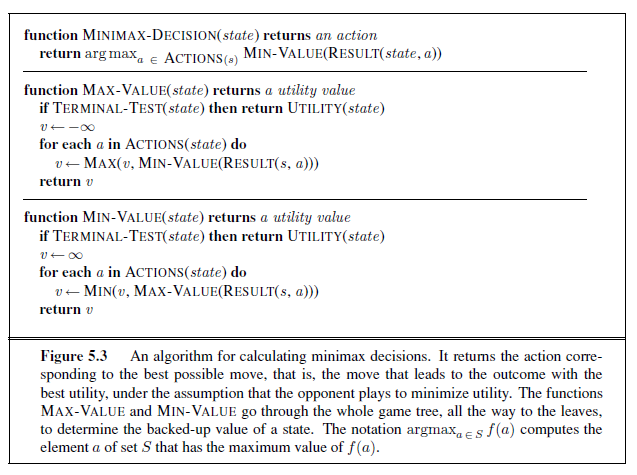 function MINIMAX-DECISION(state) returns an action
return arg max a ∈ ACTIONS(s) MIN-VALUE(RESULT(state, a))
function MAX-VALUE(state) returns a utility value
if TERMINAL-TEST(state) then return UTILITY(state)
v ← −∞
for each a in ACTIONS(state) do
v ← MAX(v, MIN-VALUE(RESULT(s, a)))
return v
function MIN-VALUE(state) returns a utility value
if TERMINAL-TEST(state) then return UTILITY(state)
v ← ∞
for each a in ACTIONS(state) do
v ← MIN(v, MAX-VALUE(RESULT(s, a)))
return v
Figure 5.3 An algorithm for calculating minimax decisions. It returns the action corre-
sponding to the best possible move, that is, the move that leads to the outcome with the
best utility, under the assumption that the opponent plays to minimize utility. The functions
MAX-VALUE and MIN-VALUE go through the whole game tree, all the way to the leaves,
to determine the backed-up value of a state. The notation argmax a ∈ S f(a) computes the
element a of set S that has the maximum value of f(a).